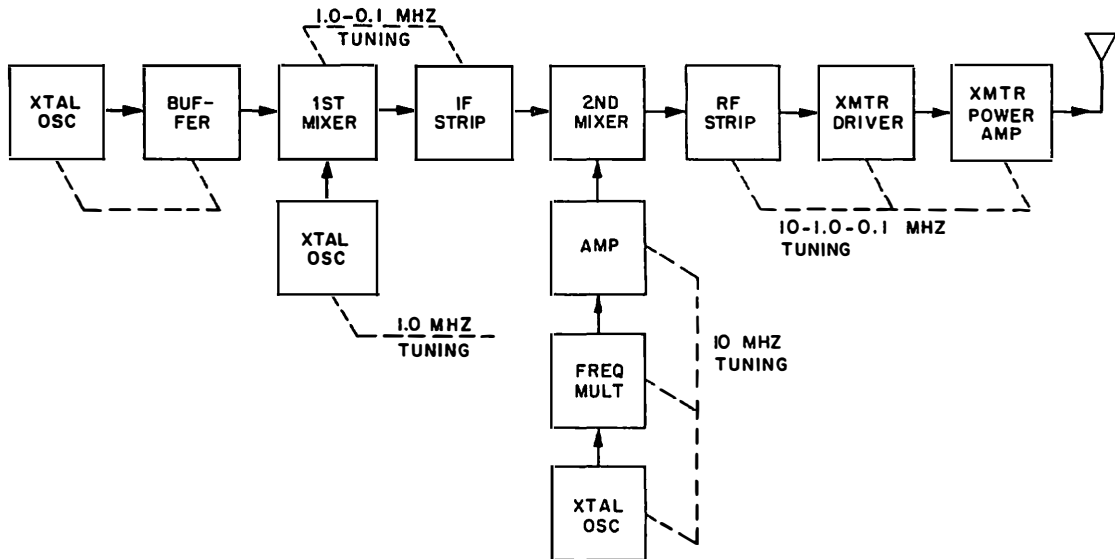 1.0-0.1 MHZ
TUNING
XTAL
OSC
BUF-
FER
1ST
MIXER
IF
STRIP
2ND
MIXER
RF
STRIP
XMTR
DRIVER
XMTR
POWER
AMP
XTAL
OSC
1.0 MHZ
TUNING
AMP
10-1.0-0.1 MHZ
TUNING
FREQ
MULT
10 MHZ
TUNING
XTAL
OSC